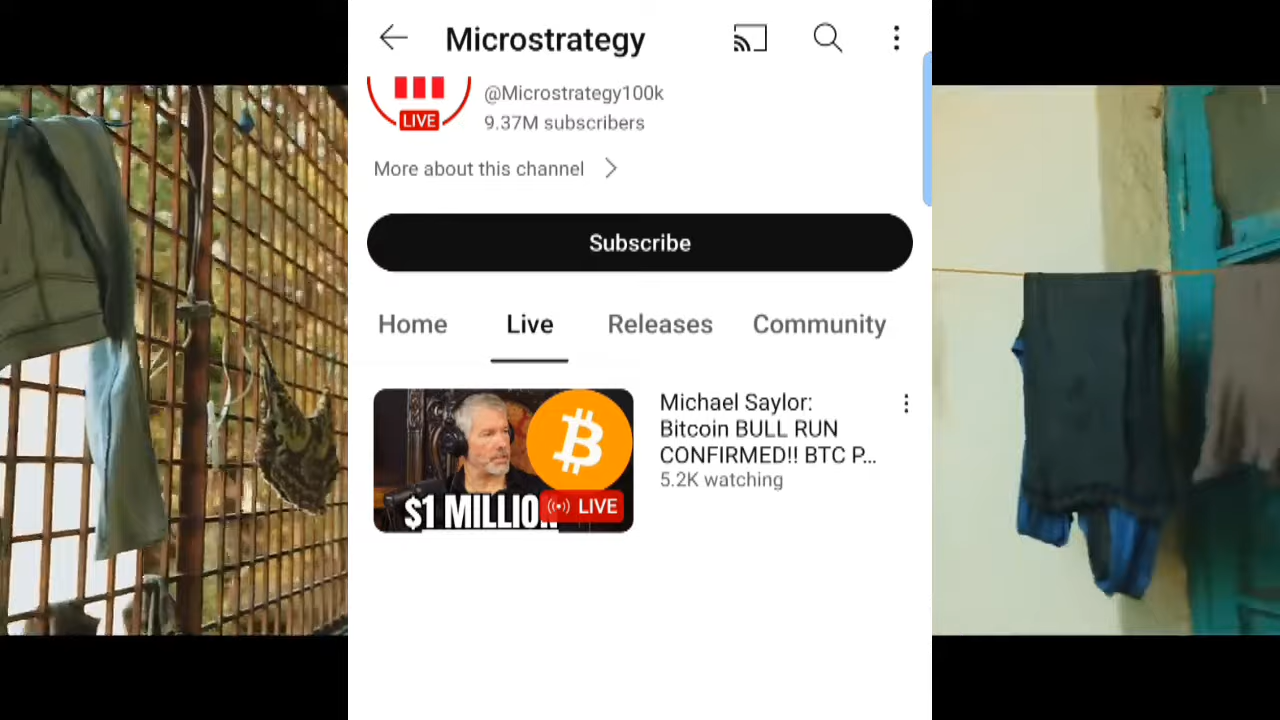 Microstrategy
LIVE
@Microstrategy100k
9.37M subscribers
More about this channel
Subscribe
Home Live Releases Community
$1 MILLION
LIVE
Michael Saylor:
Bitcoin BULL RUN
CONFIRMED!! BTC P...
5.2K watching